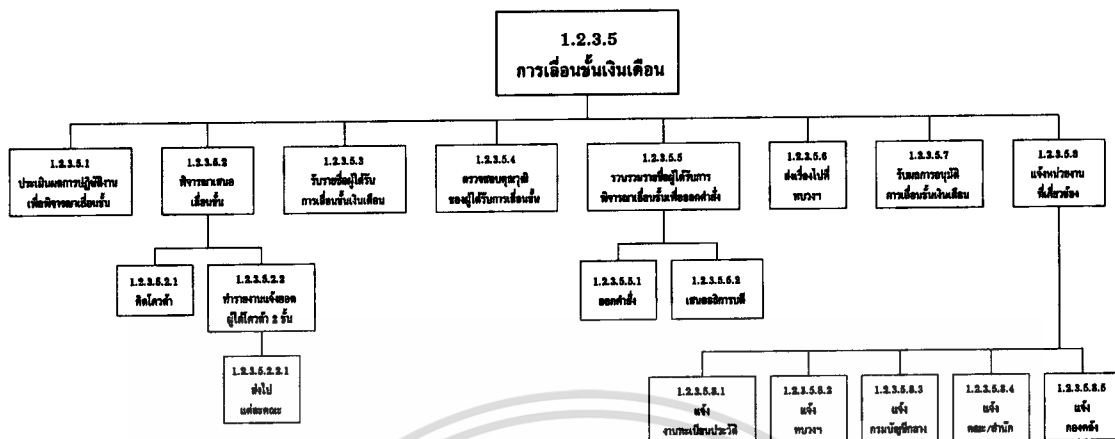 1.2.3.5
การเลื่อนขั้นเงินเดือน
1.2.3.5.1
ประเมินผลการปฏิบัติงาน
เพื่อพิจารณาเลื่อนขั้น
1.2.3.5.2
พิจารณาเสนอ
เลื่อนขั้น
1.2.3.5.3
รับรายชื่อผู้ได้รับ
การเลื่อนขั้นเงินเดือน
1.2.3.5.4
ตรวจสอบคุณวุฒิ
ของผู้ได้รับการเลื่อนขั้น
1.2.3.5.5
รวบรวมรายชื่อผู้ได้รับการ
พิจารณาเลื่อนขั้นเพื่อออกคำสั่ง
1.2.3.5.6
ส่งเรื่องไปที่
ทบวงฯ
1.2.3.5.7
รับผลการอนุมัติ
การเลื่อนขั้นเงินเดือน
1.2.3.5.8
แจ้งหน่วยงาน
ที่เกี่ยวข้อง
1.2.3.5.2.1
คิดโควต้า
1.2.3.5.2.2
ทำรายงานแจ้งยอด
ผู้ได้โควต้า 2 ขั้น
1.2.3.5.5.1
ออกคำสั่ง
1.2.3.5.5.2
เสนออธิการบดี
1.2.3.5.2.2.1
ส่งไป
แต่ละคณะ
1.2.3.5.8.1
แจ้ง
งานทะเบียนประวัติ
1.2.3.5.8.2
แจ้ง
ทบวงฯ
1.2.3.5.8.3
แจ้ง
กรมบัญชีกลาง
1.2.3.5.8.4
แจ้ง
คณะ/สำนัก
1.2.3.5.8.5
แจ้ง
กองคลัง